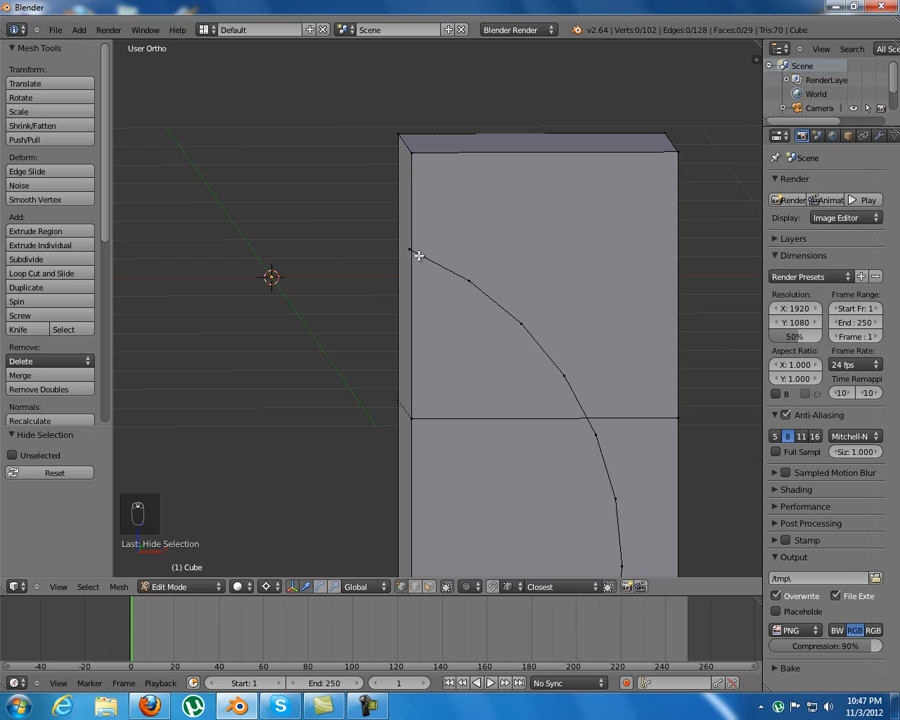 Blender
File Add Render Window Help Default Scene Blender Render v2.64 | Verts:0/102 | Edges:0/128 | Faces:0/29 | Tris:70 | Cube
Mesh Tools
Transform:
Translate
Rotate
Scale
Shrink/Fatten
Push/Pull
Deform:
Edge Slide
Noise
Smooth Vertex
Add:
Extrude Region
Extrude Individual
Subdivide
Loop Cut and Slide
Duplicate
Spin
Screw
Knife Select
Remove:
Delete
Merge
Remove Doubles
Normals:
Recalculate
Hide Selection
Unselected
Reset
User Ortho
Last: Hide Selection
(1) Cube
View Select Mesh Edit Mode Global Closest
View Search All Sce
Scene
RenderLaye
World
Camera
Scene
Render
Render Animat Play
Display: Image Editor
Layers
Dimensions
Render Presets
Resolution: Frame Range:
X: 1920 Start Fr: 1
Y: 1080 End : 250
50% Frame : 1
Aspect Ratio: Frame Rate:
X: 1.000 24 fps
Y: 1.000 Time Remappi
B Cr 10 10
Anti-Aliasing
5 8 11 16 Mitchell-N
Full Sampl Siz: 1.000
Sampled Motion Blur
Shading
Performance
Post Processing
Stamp
Output
/tmp\
Overwrite File Exte
Placeholde
PNG BW RGB RGB
Compression: 90%
Bake
-40 -20 0 20 40 60 80 100 120 140 160 180 200 220 240 260
View Marker Frame Playback Start: 1 End: 250 1 No Sync
10:47 PM
11/3/2012